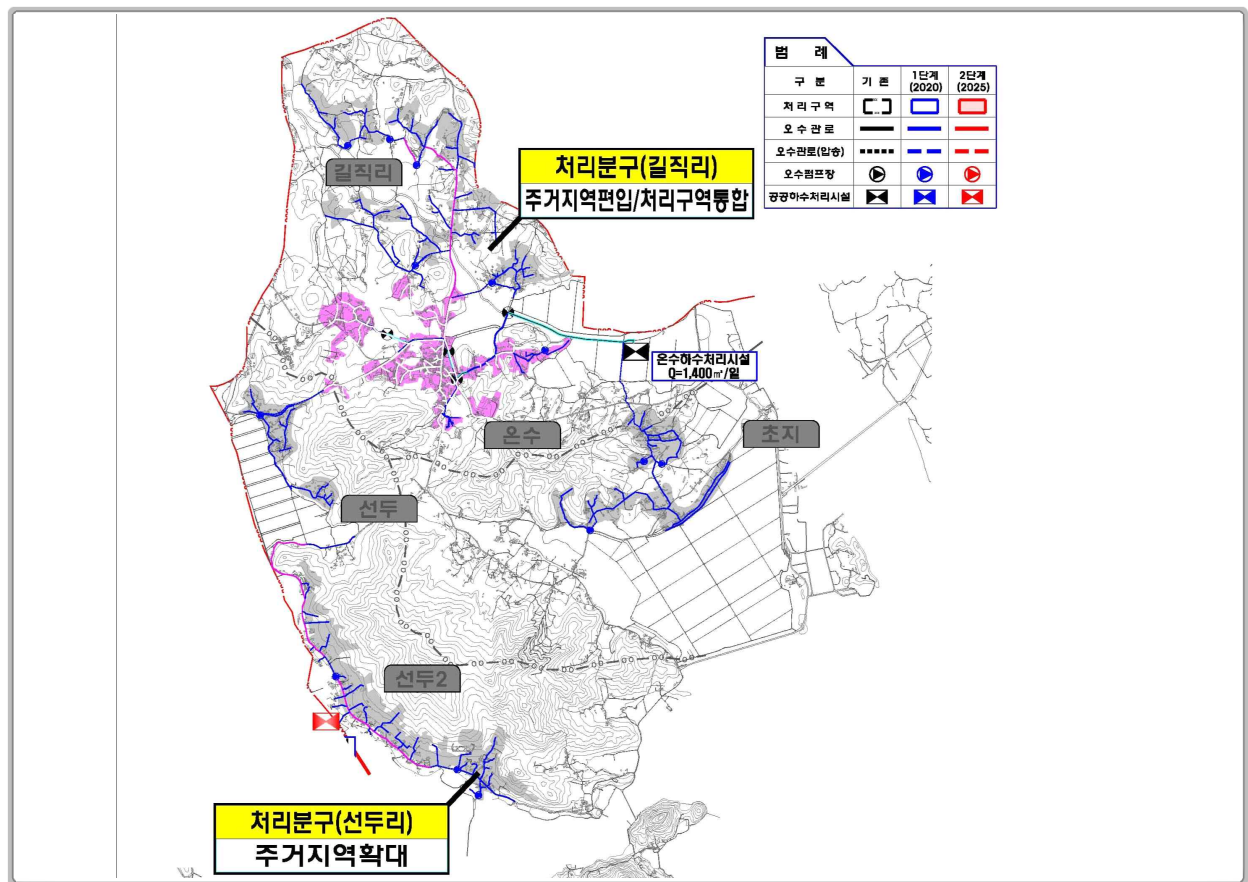 범 례
구 분 기 존 1단계 (2020) 2단계 (2025)
처 리 구 역
오 수 관 로
오수관로(압송)
오수펌프장
공공하수처리시설
길직리
처리분구(길직리)
주거지역편입/처리구역통합
온수하수처리시설
Q=1,400㎥/일
온수
초지
선두
선두2
처리분구(선두리)
주거지역확대